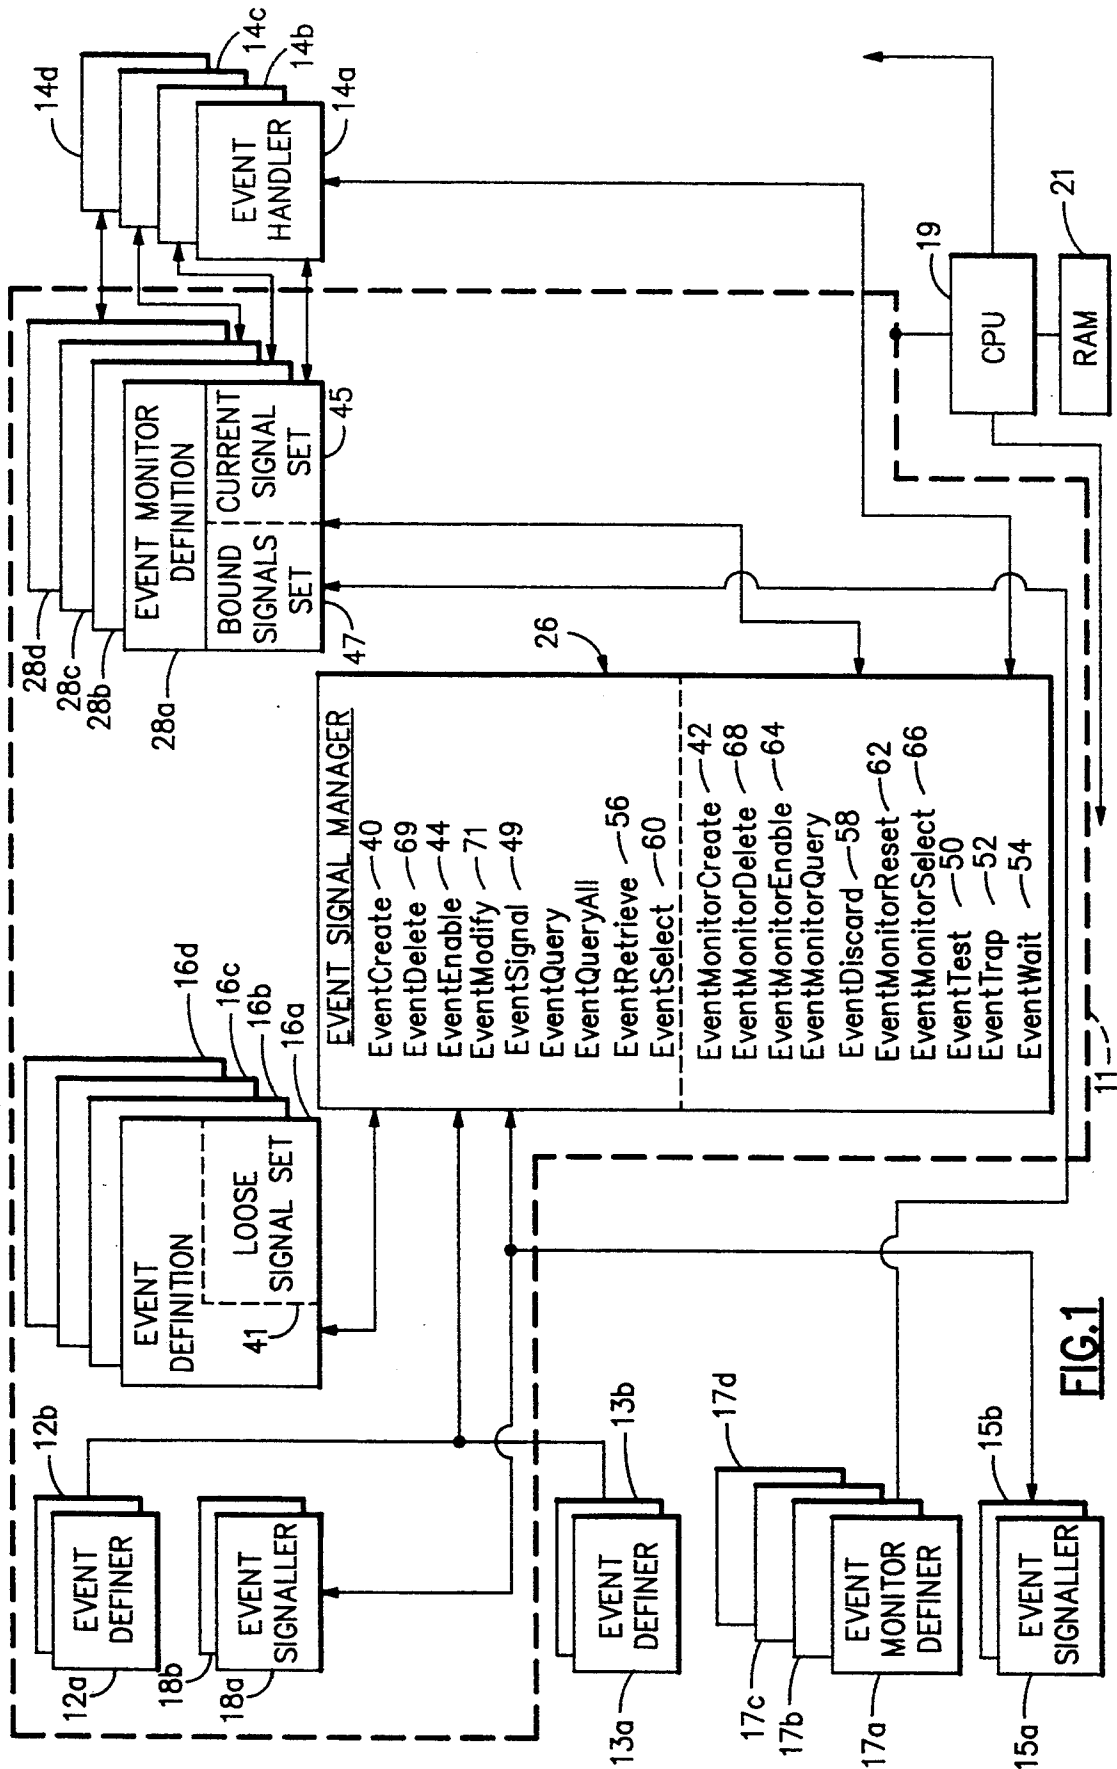 12b
EVENT
DEFINER
12a
18b
EVENT
SIGNALLER
18a
16d
16c
16b
16a
EVENT
DEFINITION
LOOSE
SIGNAL SET
41
28d
28c
28b
28a
EVENT MONITOR
DEFINITION
BOUND
SIGNALS
SET
47
CURRENT
SIGNAL
SET
45
14d
14c
14b
14a
EVENT
HANDLER
26
EVENT SIGNAL MANAGER
EventCreate 40
EventDelete 69
EventEnable 44
EventModify 71
EventSignal 49
EventQuery
EventQueryAll
EventRetrieve 56
EventSelect 60
EventMonitorCreate 42
EventMonitorDelete 68
EventMonitorEnable 64
EventMonitorQuery
EventDiscard 58
EventMonitorReset 62
EventMonitorSelect 66
EventTest 50
EventTrap 52
EventWait 54
13b
EVENT
DEFINER
13a
17d
17c
17b
17a
EVENT
MONITOR
DEFINER
15b
EVENT
SIGNALLER
15a
11
19
CPU
21
RAM
FIG.1